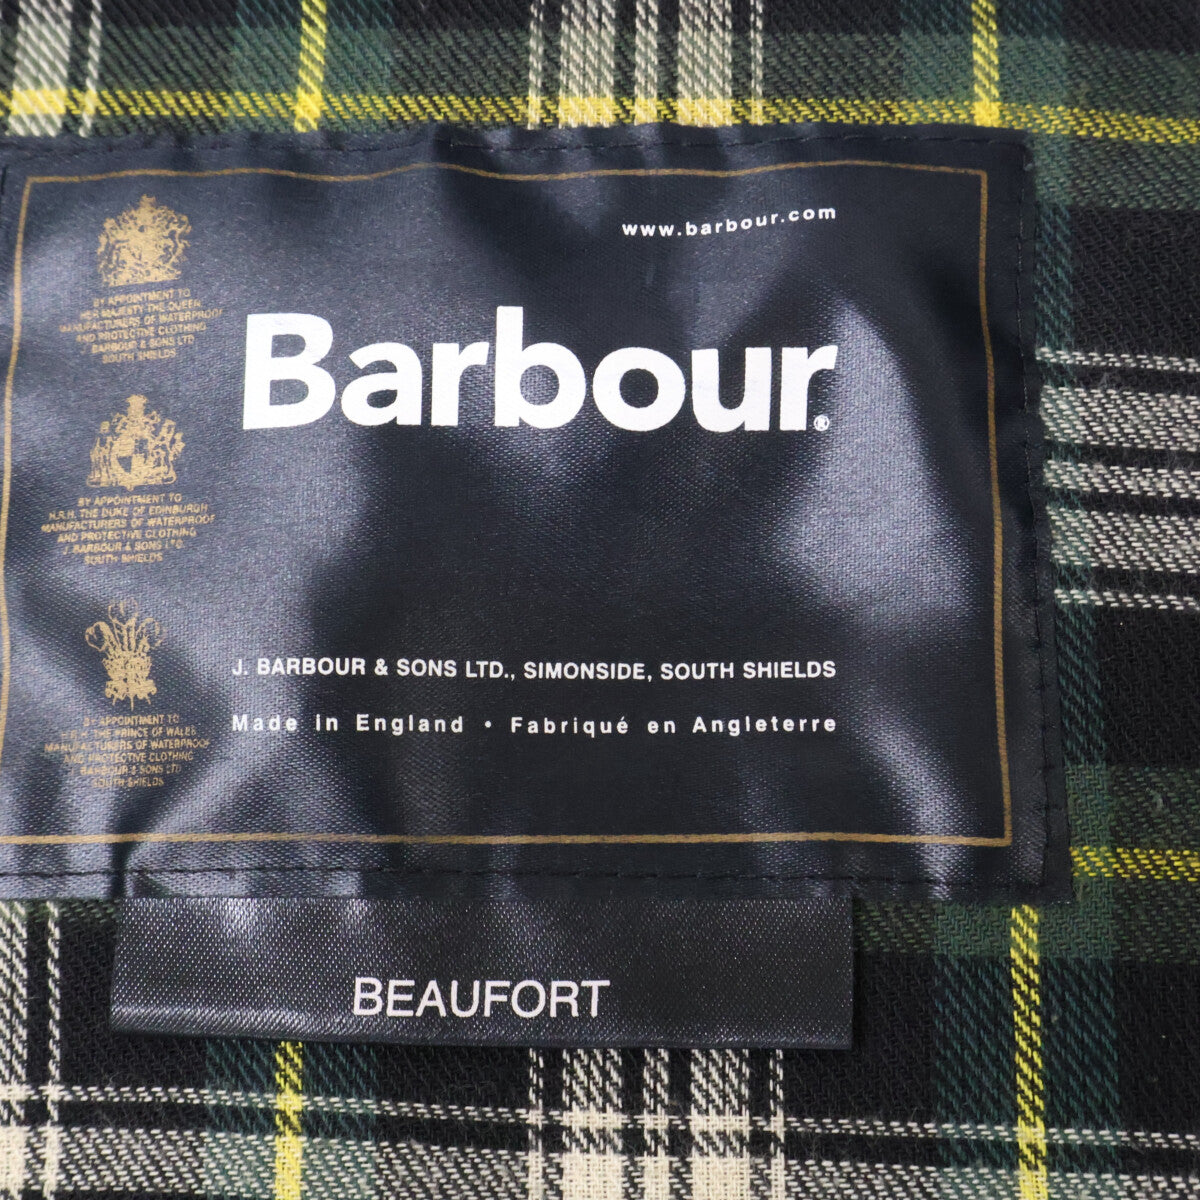 www.barbour.com
Barbour®
BY APPOINTMENT TO
HER MAJESTY THE QUEEN
MANUFACTURERS OF WATERPROOF
AND PROTECTIVE CLOTHING
J. BARBOUR & SONS LTD
SOUTH SHIELDS
BY APPOINTMENT TO
H.R.H. THE DUKE OF EDINBURGH
MANUFACTURERS OF WATERPROOF
AND PROTECTIVE CLOTHING
J. BARBOUR & SONS LTD.
SOUTH SHIELDS
BY APPOINTMENT TO
H.R.H. THE PRINCE OF WALES
MANUFACTURERS OF WATERPROOF
AND PROTECTIVE CLOTHING
J. BARBOUR & SONS LTD
SOUTH SHIELDS
J. BARBOUR & SONS LTD., SIMONSIDE, SOUTH SHIELDS
Made in England • Fabriqué en Angleterre
BEAUFORT